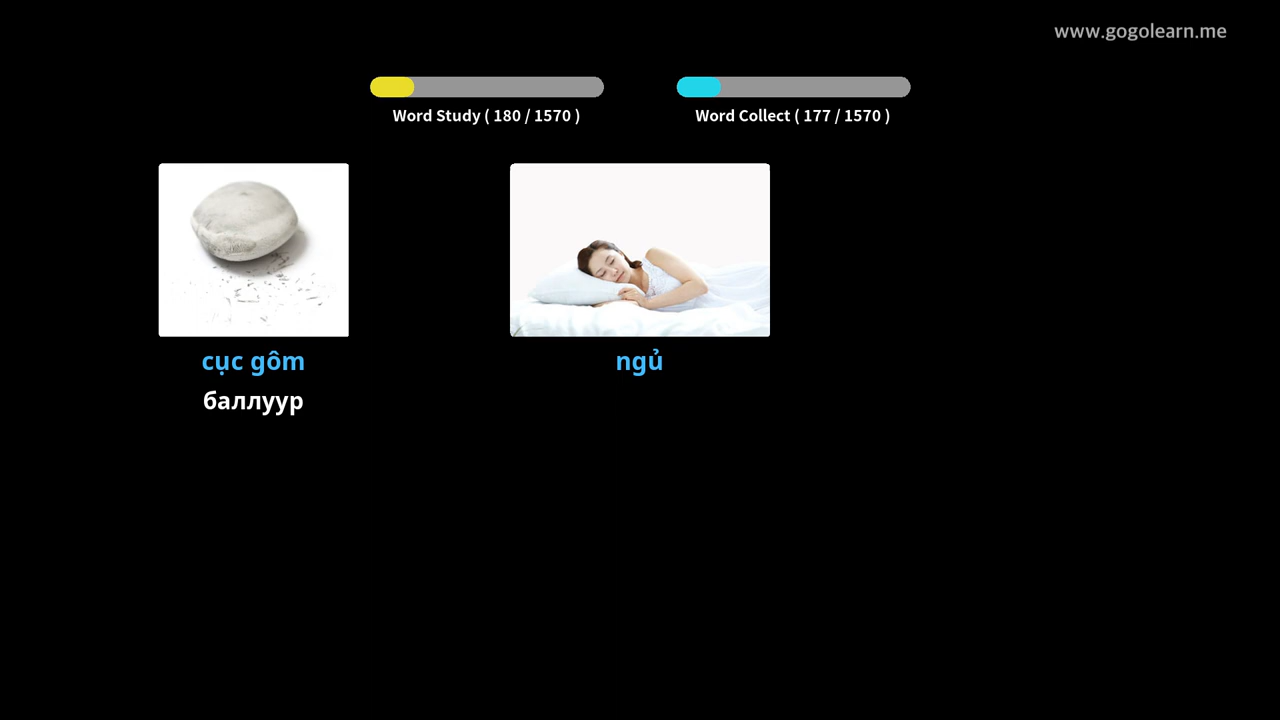 www.gogolearn.me
Word Study ( 180 / 1570 )
Word Collect ( 177 / 1570 )
cục gôm
баллуур
ngủ